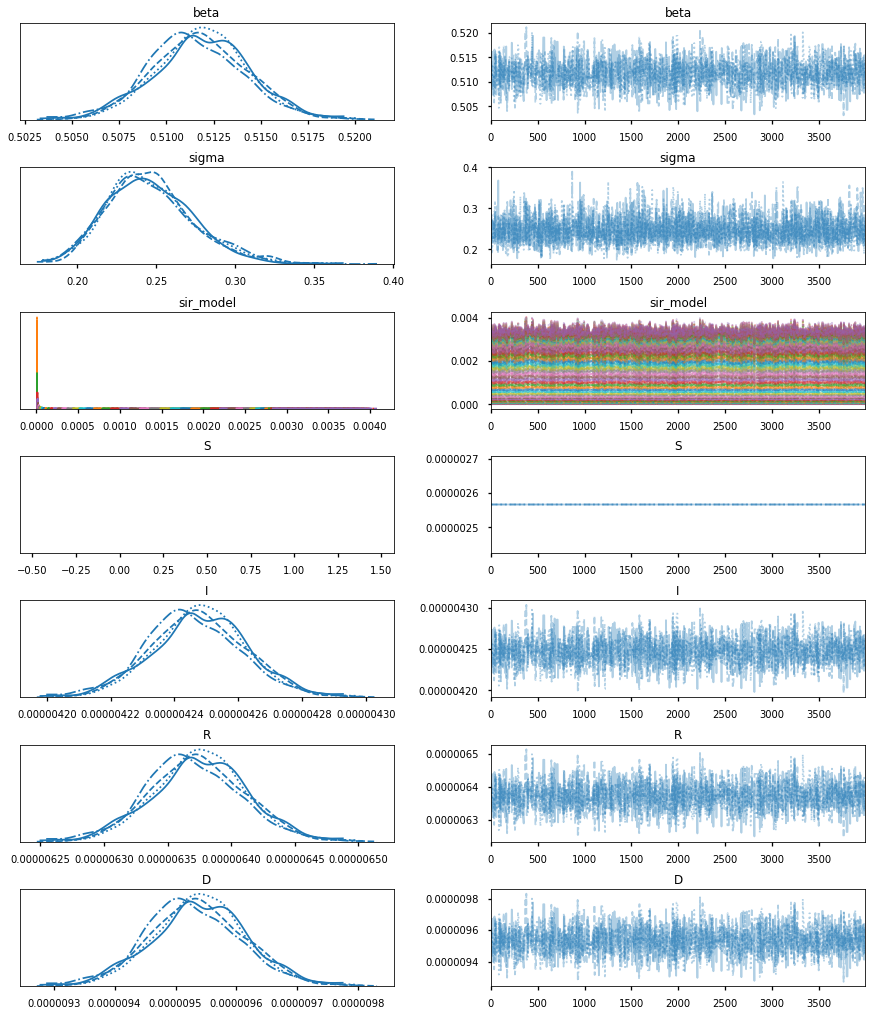 beta
beta
0.520
0.515
0.510
0.505
0.5025 0.5050 0.5075 0.5100 0.5125 0.5150 0.5175 0.5200
0 500 1000 1500 2000 2500 3000 3500
sigma
sigma
0.4
0.3
0.2
0.20 0.25 0.30 0.35 0.40
0 500 1000 1500 2000 2500 3000 3500
sir_model
sir_model
0.004
0.002
0.000
0.0000 0.0005 0.0010 0.0015 0.0020 0.0025 0.0030 0.0035 0.0040
0 500 1000 1500 2000 2500 3000 3500
S
S
0.0000027
0.0000026
0.0000025
−0.50 −0.25 0.00 0.25 0.50 0.75 1.00 1.25 1.50
0 500 1000 1500 2000 2500 3000 3500
I
I
0.00000430
0.00000425
0.00000420
0.00000420 0.00000422 0.00000424 0.00000426 0.00000428 0.00000430
0 500 1000 1500 2000 2500 3000 3500
R
R
0.0000065
0.0000064
0.0000063
0.00000625 0.00000630 0.00000635 0.00000640 0.00000645 0.00000650
0 500 1000 1500 2000 2500 3000 3500
D
D
0.0000098
0.0000096
0.0000094
0.0000093 0.0000094 0.0000095 0.0000096 0.0000097 0.0000098
0 500 1000 1500 2000 2500 3000 3500